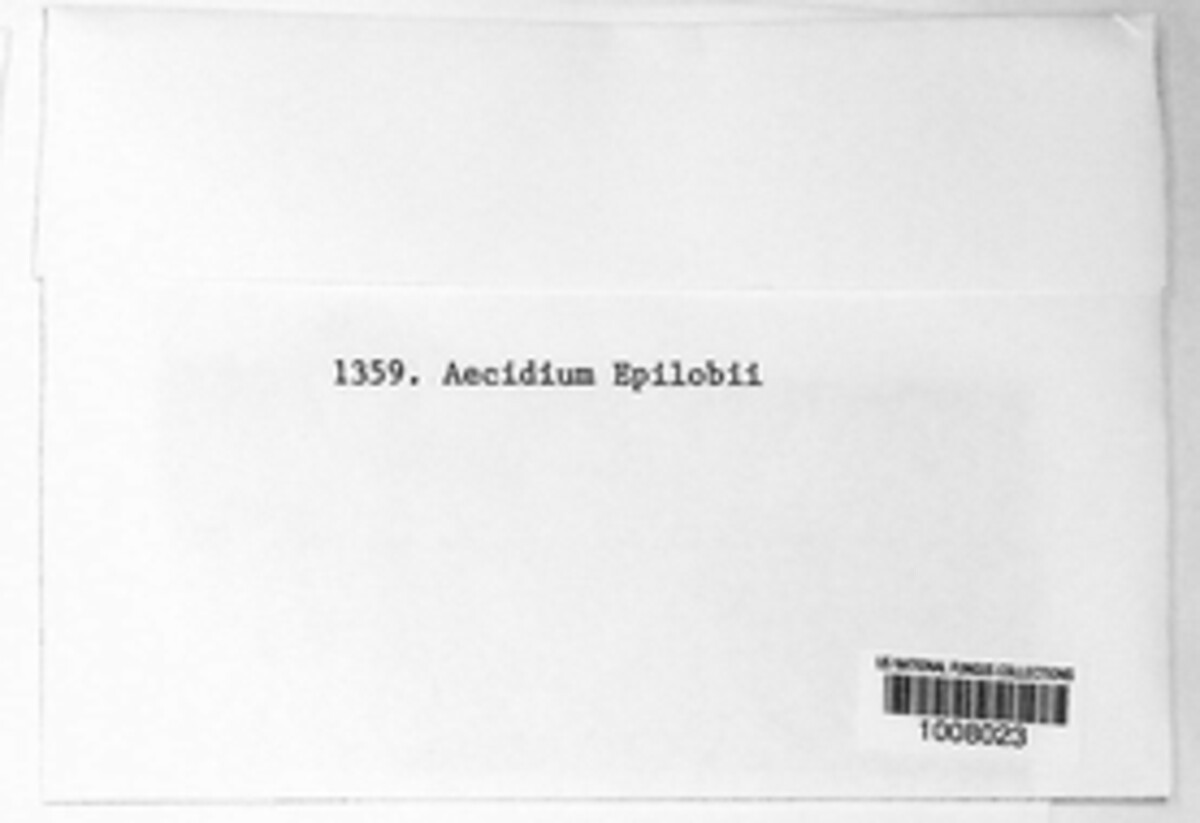 1359. Aecidium Epilobii
US NATIONAL FUNGUS COLLECTIONS
1008023